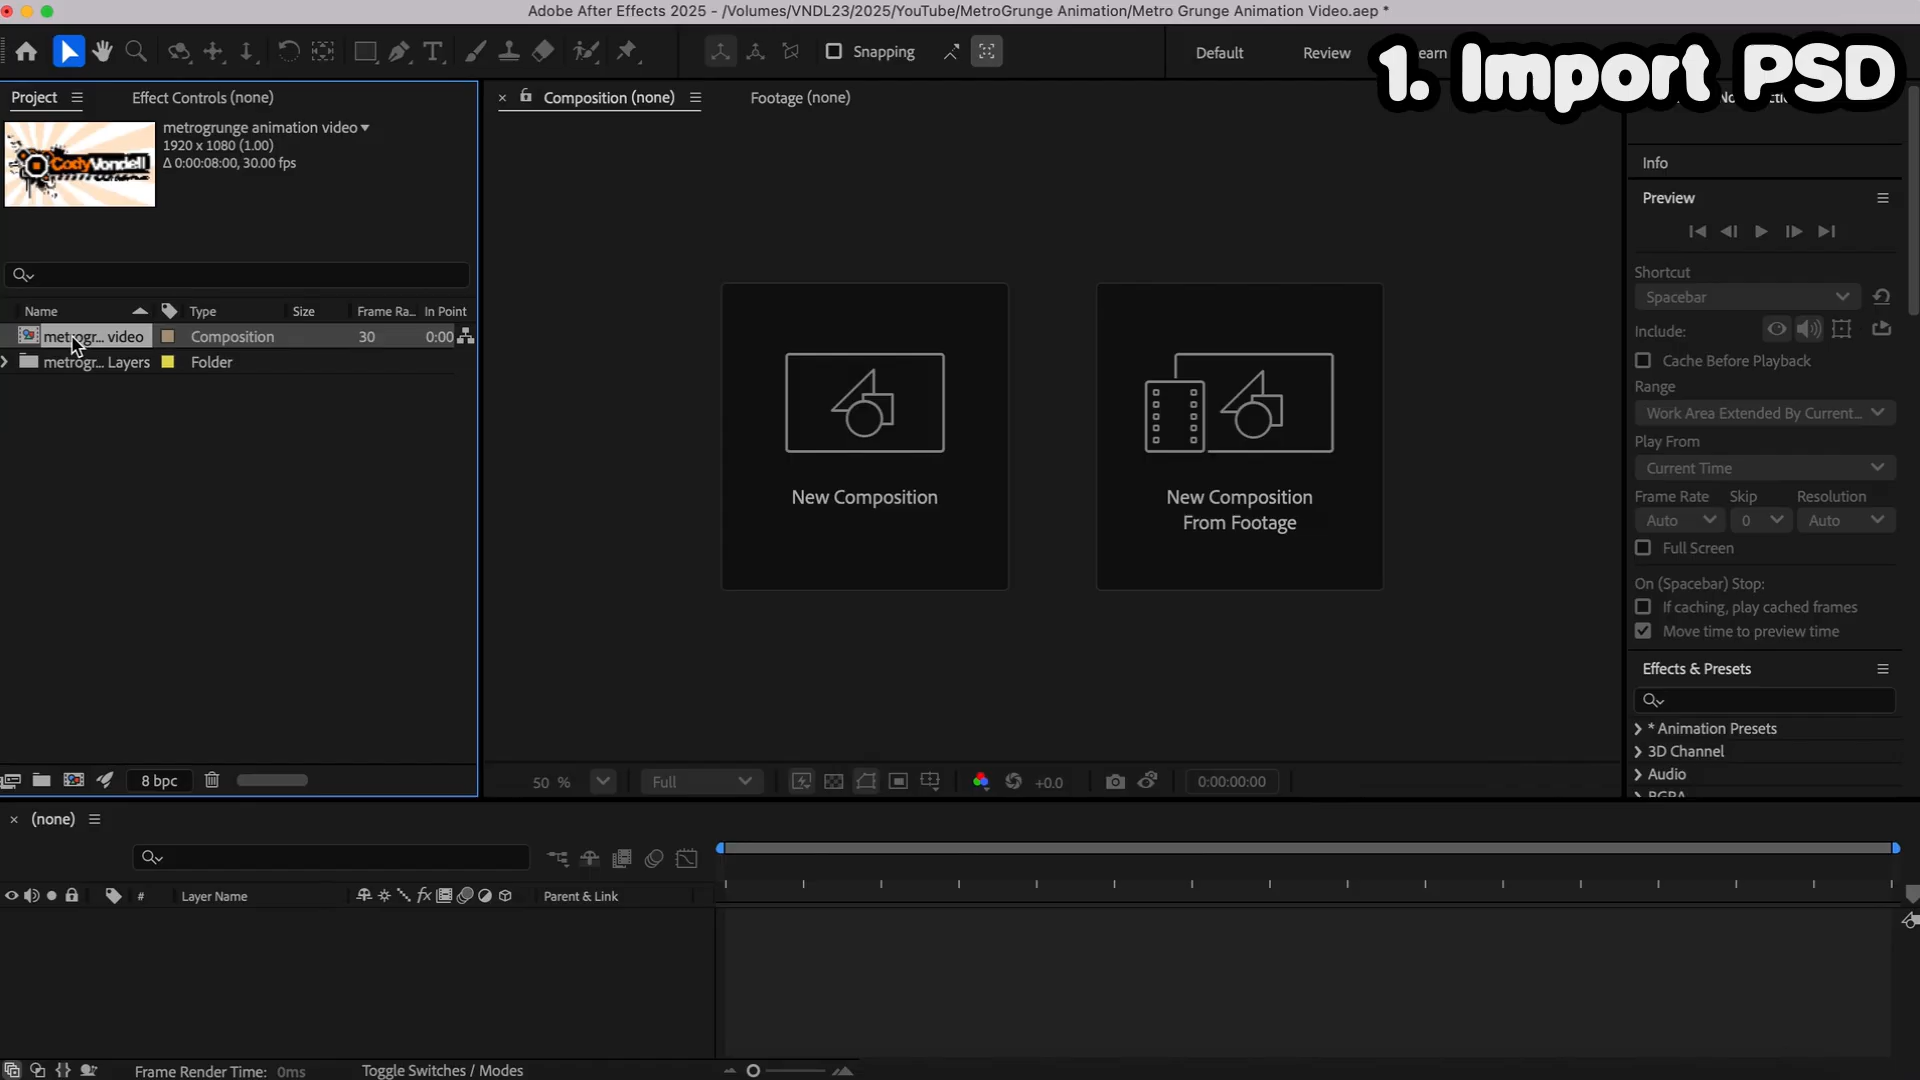 Adobe After Effects 2025 - /Volumes/VNDL23/2025/YouTube/MetroGrunge Animation/Metro Grunge Animation Video.aep *
Snapping
Default
Review
earn
1. Import PSD
Project
Effect Controls (none)
Composition (none)
Footage (none)
metrogrunge animation video
1920 x 1080 (1.00)
Δ 0:00:08:00, 30.00 fps
CodyVondell
Name
Type
Size
Frame Ra...
In Point
metrogr... video
Composition
30
0:00
metrogr... Layers
Folder
New Composition
New Composition
From Footage
Info
Preview
Shortcut
Spacebar
Include:
Cache Before Playback
Range
Work Area Extended By Current...
Play From
Current Time
Frame Rate
Skip
Resolution
Auto
0
Auto
Full Screen
On (Spacebar) Stop:
If caching, play cached frames
Move time to preview time
Effects & Presets
* Animation Presets
3D Channel
Audio
8 bpc
50 %
Full
+0.0
0:00:00:00
(none)
#
Layer Name
fx
Parent & Link
Frame Render Time: 0ms
Toggle Switches / Modes